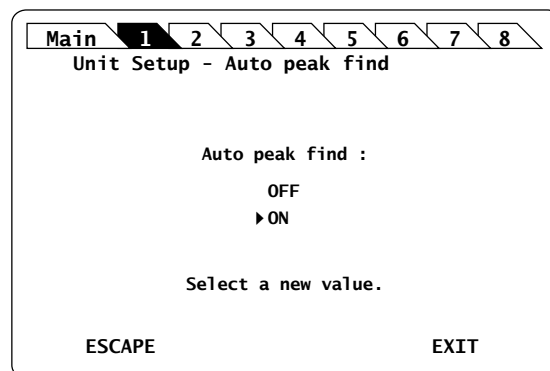 Main 1 2 3 4 5 6 7 8
Unit Setup - Auto peak find
Auto peak find :
OFF
ON
Select a new value.
ESCAPE EXIT